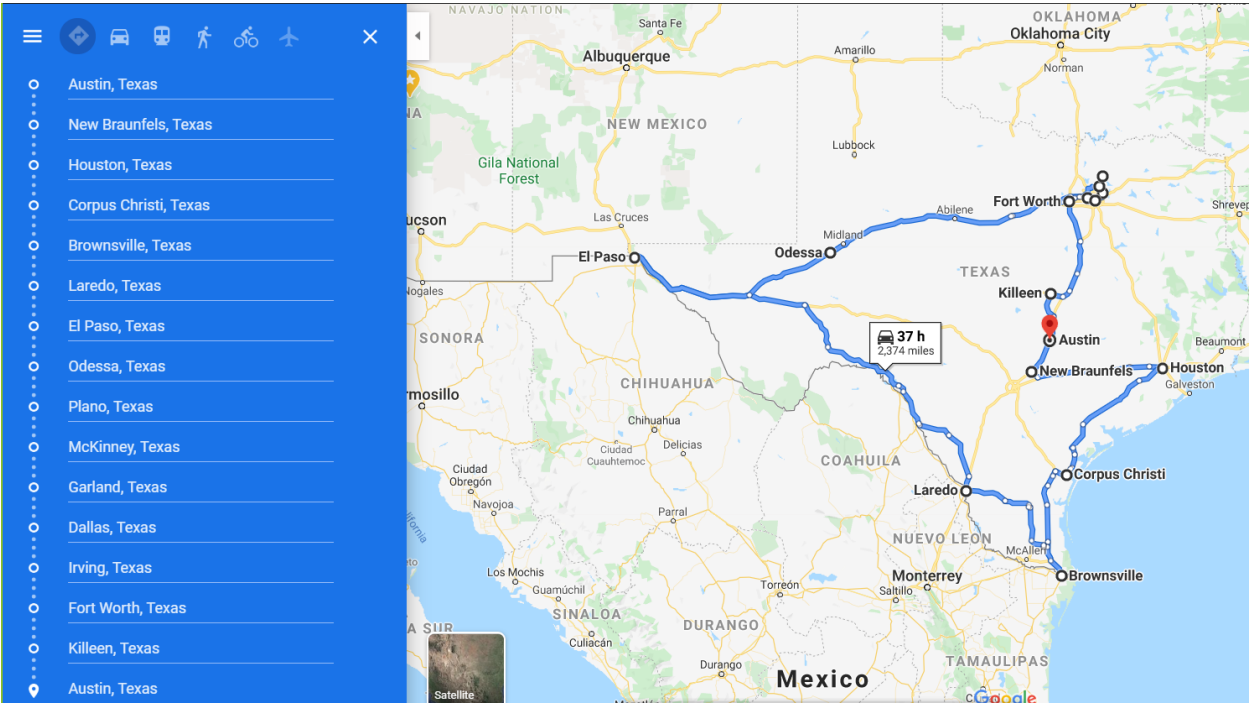 Austin, Texas
New Braunfels, Texas
Houston, Texas
Corpus Christi, Texas
Brownsville, Texas
Laredo, Texas
El Paso, Texas
Odessa, Texas
Plano, Texas
McKinney, Texas
Garland, Texas
Dallas, Texas
Irving, Texas
Fort Worth, Texas
Killeen, Texas
Austin, Texas
NAVAJO NATION
Santa Fe
OKLAHOMA
Oklahoma City
Albuquerque
Amarillo
Norman
NA
NEW MEXICO
Lubbock
Gila National
Forest
Fort Worth
Shrevep
Abilene
ucson
Las Cruces
Midland
El Paso
Odessa
TEXAS
Nogales
Killeen
SONORA
37 h
2,374 miles
Austin
Beaumont
New Braunfels
Houston
Galveston
CHIHUAHUA
rmosillo
Chihuahua
Ciudad
Cuauhtemoc
Delicias
COAHUILA
Ciudad
Obregón
Corpus Christi
Laredo
Navojoa
Parral
ifornia
NUEVO LEON
McAllen
Los Mochis
Monterrey
Brownsville
Guamúchil
Torreón
Saltillo
SINALOA
A SUR
DURANGO
Culiacán
TAMAULIPAS
Durango
Mexico
Satellite
Google